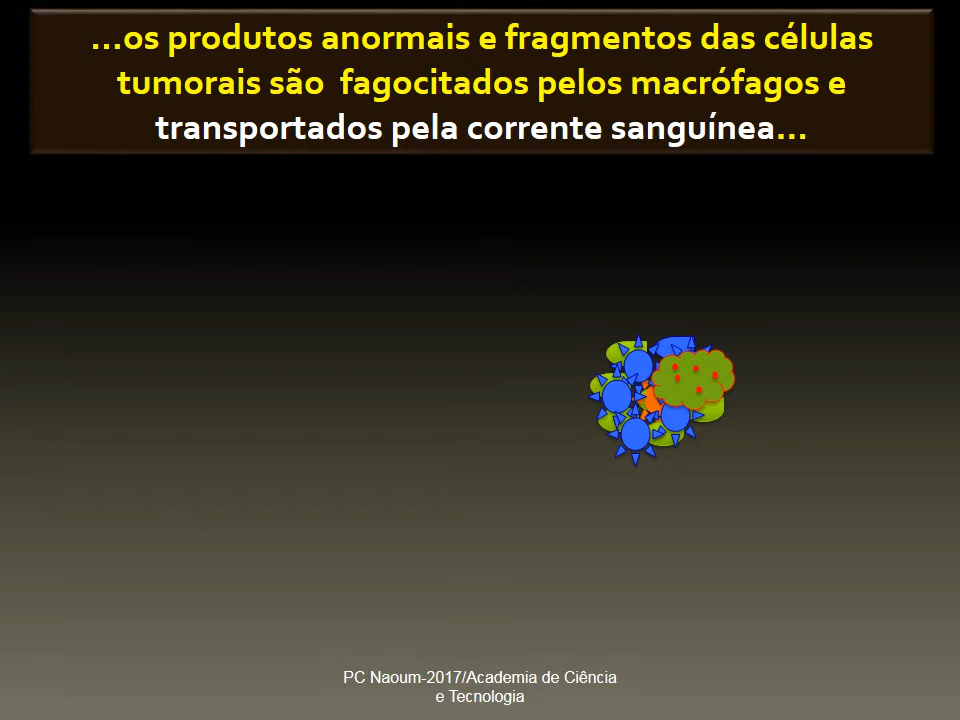 ...os produtos anormais e fragmentos das células
tumorais são fagocitados pelos macrófagos e
transportados pela corrente sanguínea...
PC Naoum-2017/Academia de Ciência
e Tecnologia